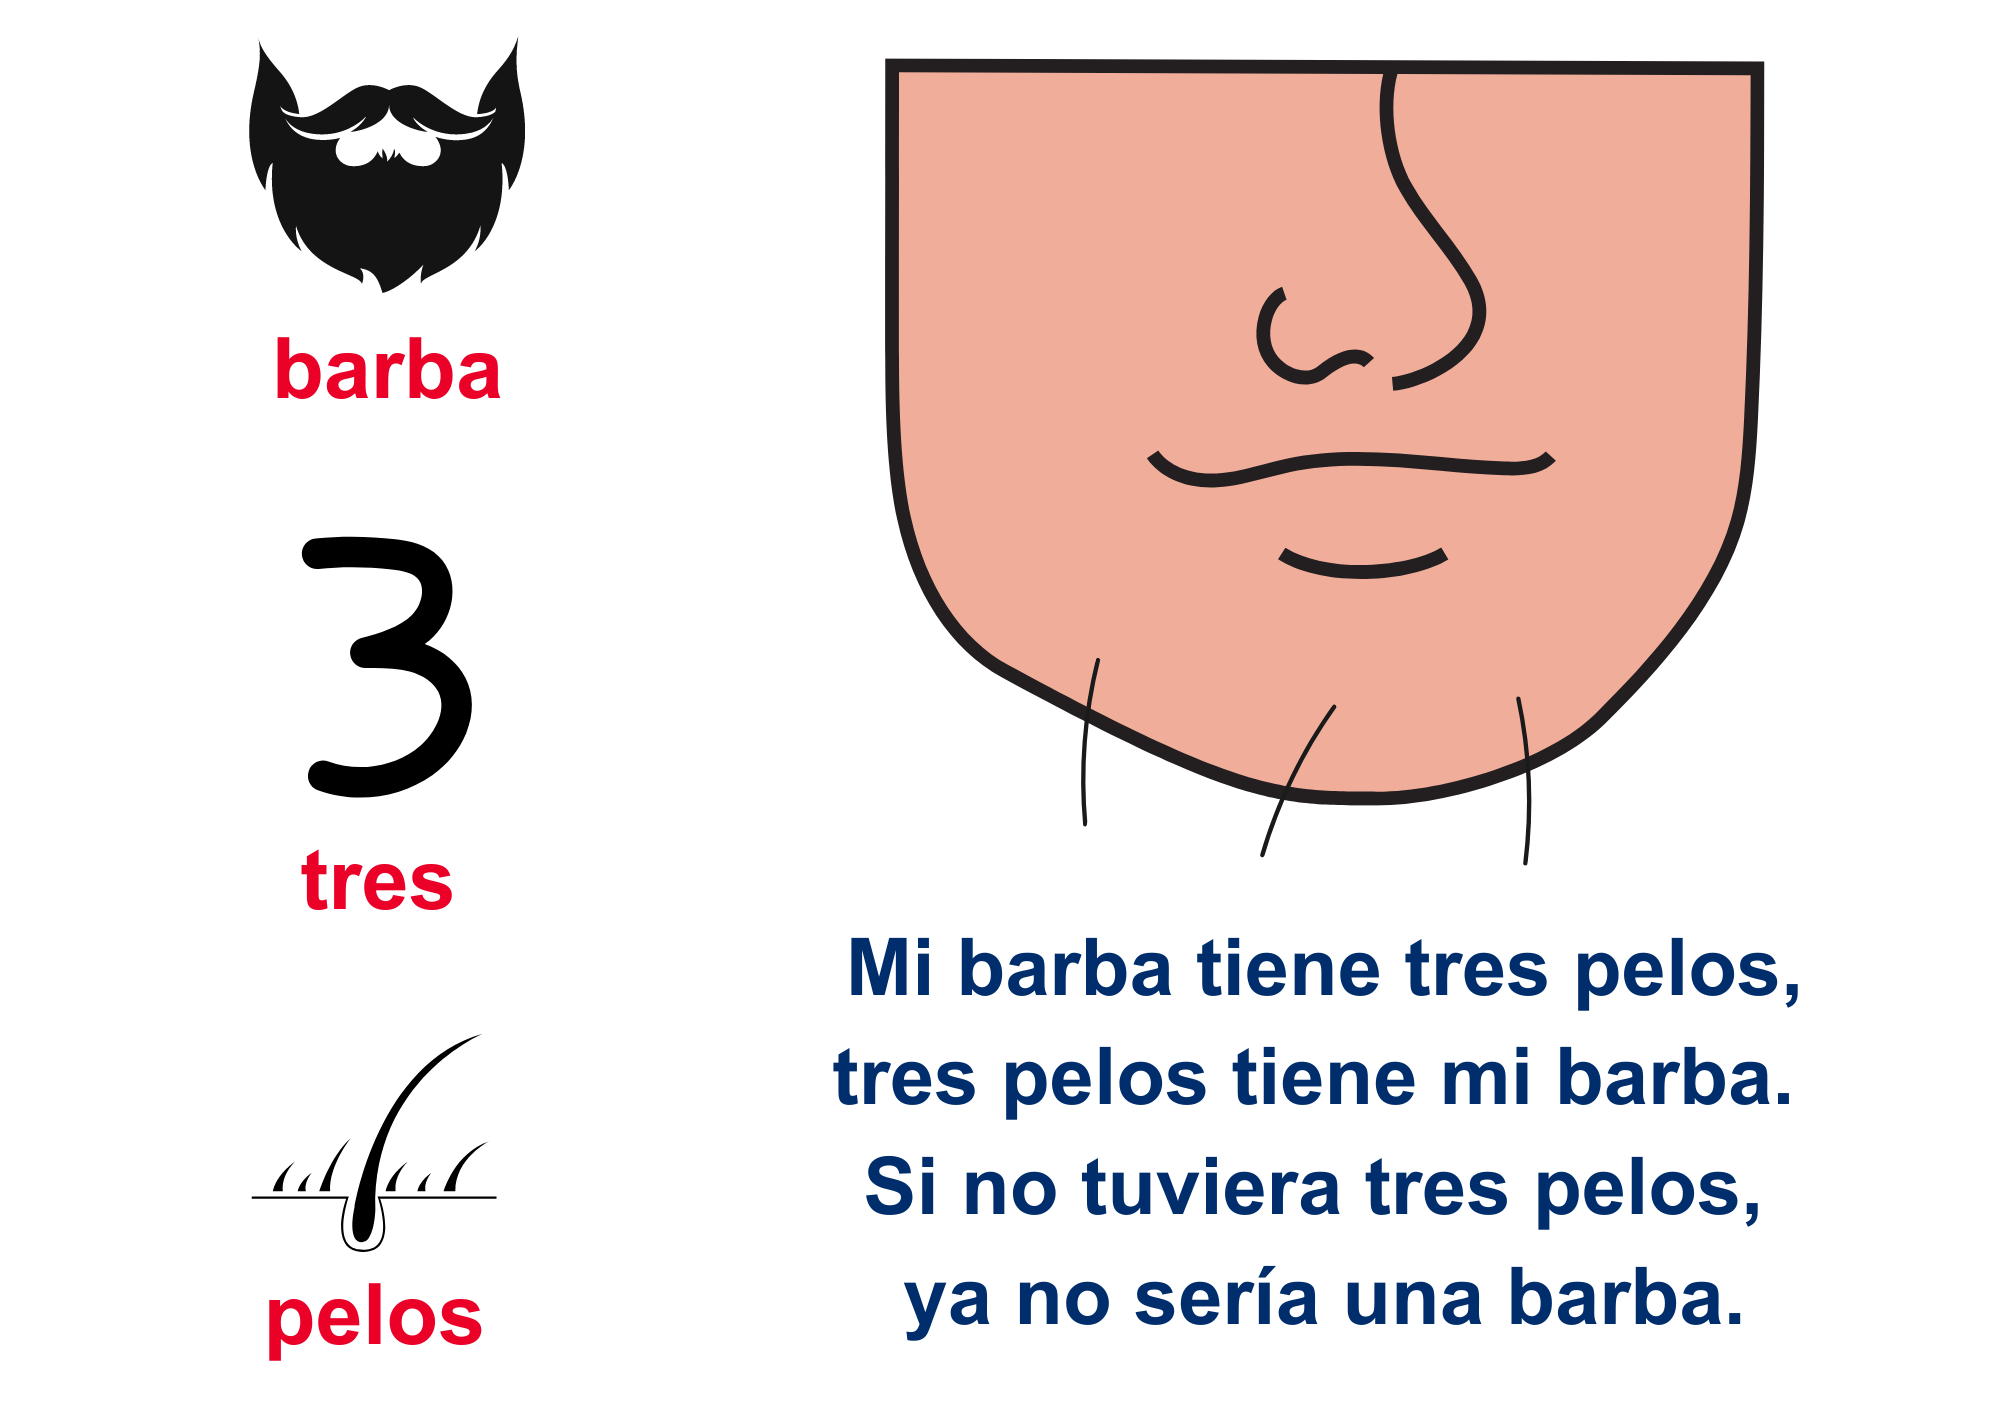 barba
3
tres
pelos
Mi barba tiene tres pelos,
tres pelos tiene mi barba.
Si no tuviera tres pelos,
ya no sería una barba.